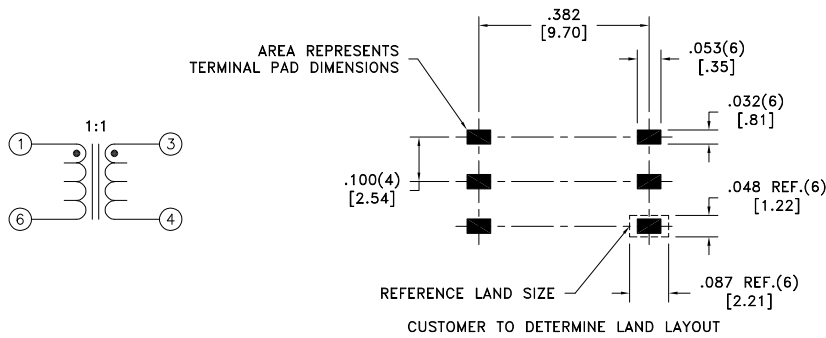 1:1
1
3
6
4
.382
[9.70]
AREA REPRESENTS
TERMINAL PAD DIMENSIONS
.053(6)
[.35]
.032(6)
[.81]
.100(4)
[2.54]
.048 REF.(6)
[1.22]
REFERENCE LAND SIZE
.087 REF.(6)
[2.21]
CUSTOMER TO DETERMINE LAND LAYOUT